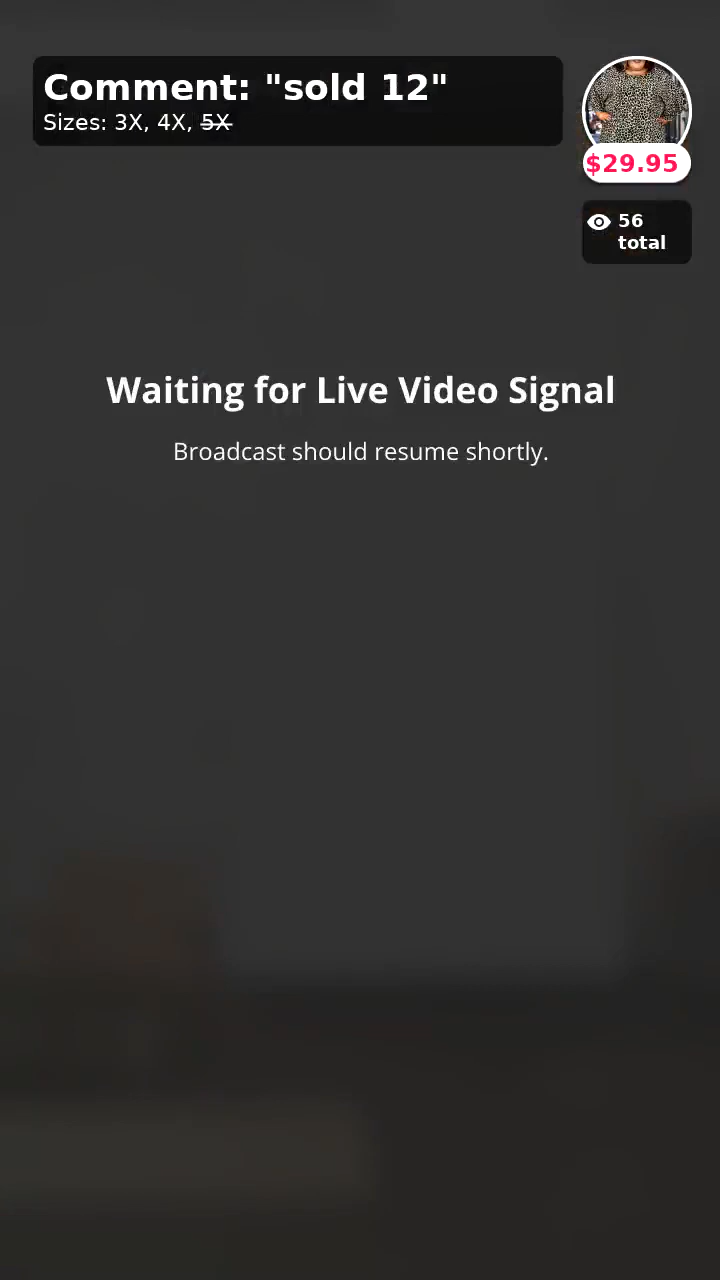 Comment: "sold 12"
Sizes: 3X, 4X, 5X
$29.95
56
total
Waiting for Live Video Signal
Broadcast should resume shortly.